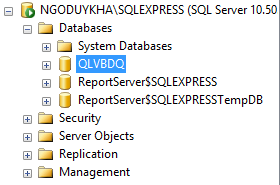 NGODUYKHA\SQLEXPRESS (SQL Server 10.50
Databases
System Databases
QLVBDQ
ReportServer$SQLEXPRESS
ReportServer$SQLEXPRESSTempDB
Security
Server Objects
Replication
Management